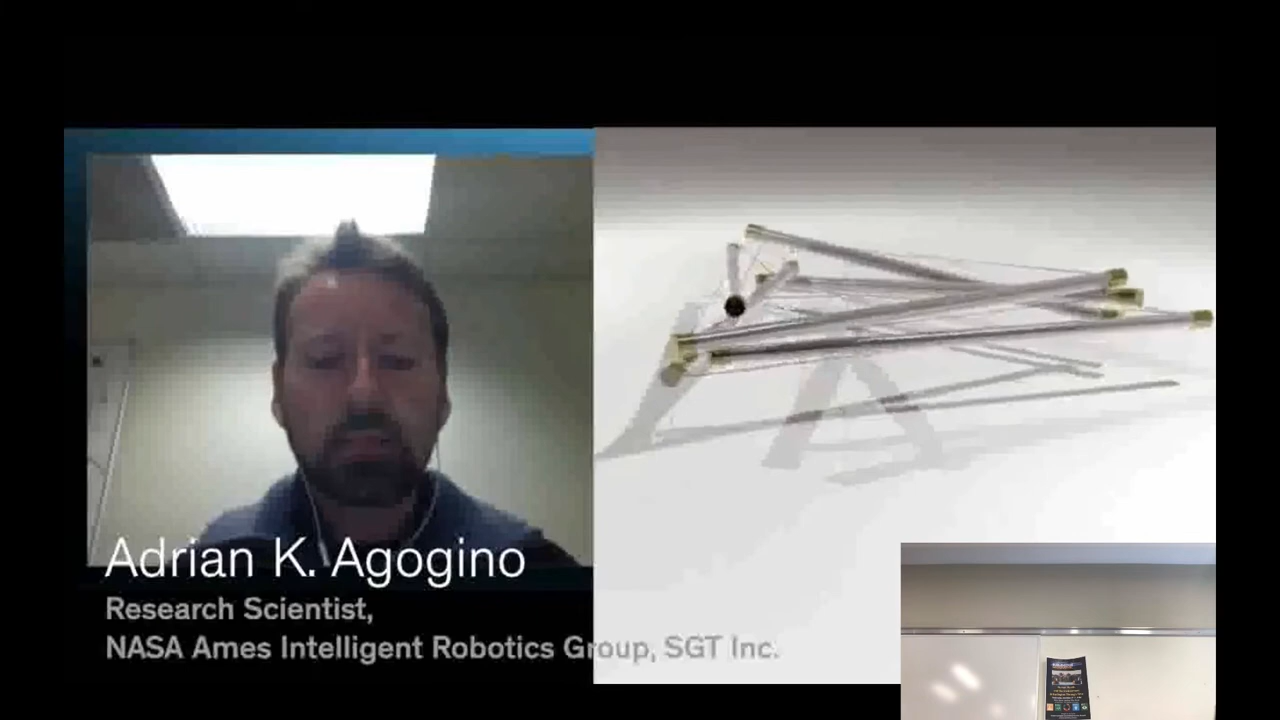 Adrian K. Agogino
Research Scientist,
NASA Ames Intelligent Robotics Group, SGT Inc.